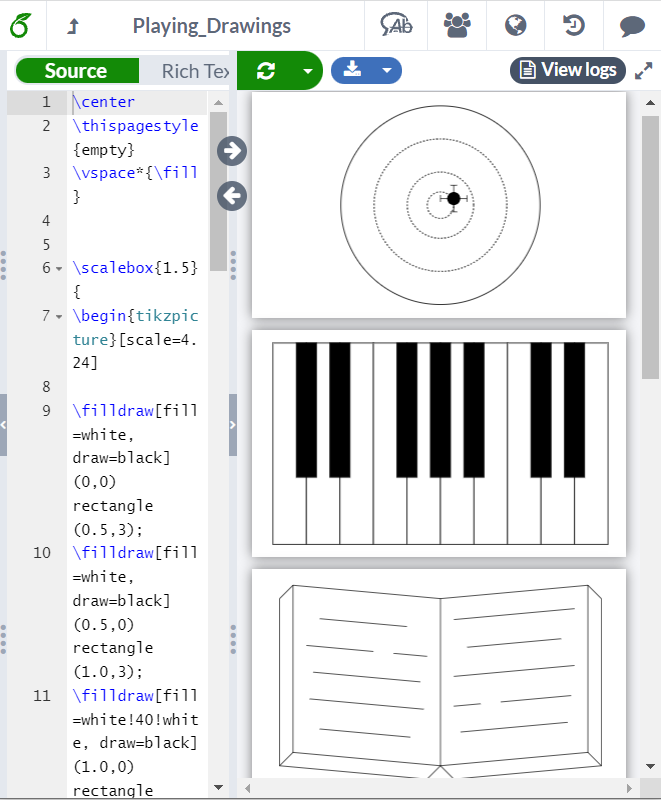 Playing_Drawings
Source
Rich Tex
View logs
1 \center
2 \thispagestyle
{empty}
3 \vspace*{\fill
}
4
5
6 \scalebox{1.5}
{
7 \begin{tikzpic
ture}[scale=4.
24]
8
9 \filldraw[fill
=white,
draw=black]
(0,0)
rectangle
(0.5,3);
10 \filldraw[fill
=white,
draw=black]
(0.5,0)
rectangle
(1.0,3);
11 \filldraw[fill
=white!40!whit
e, draw=black]
(1.0,0)
rectangle